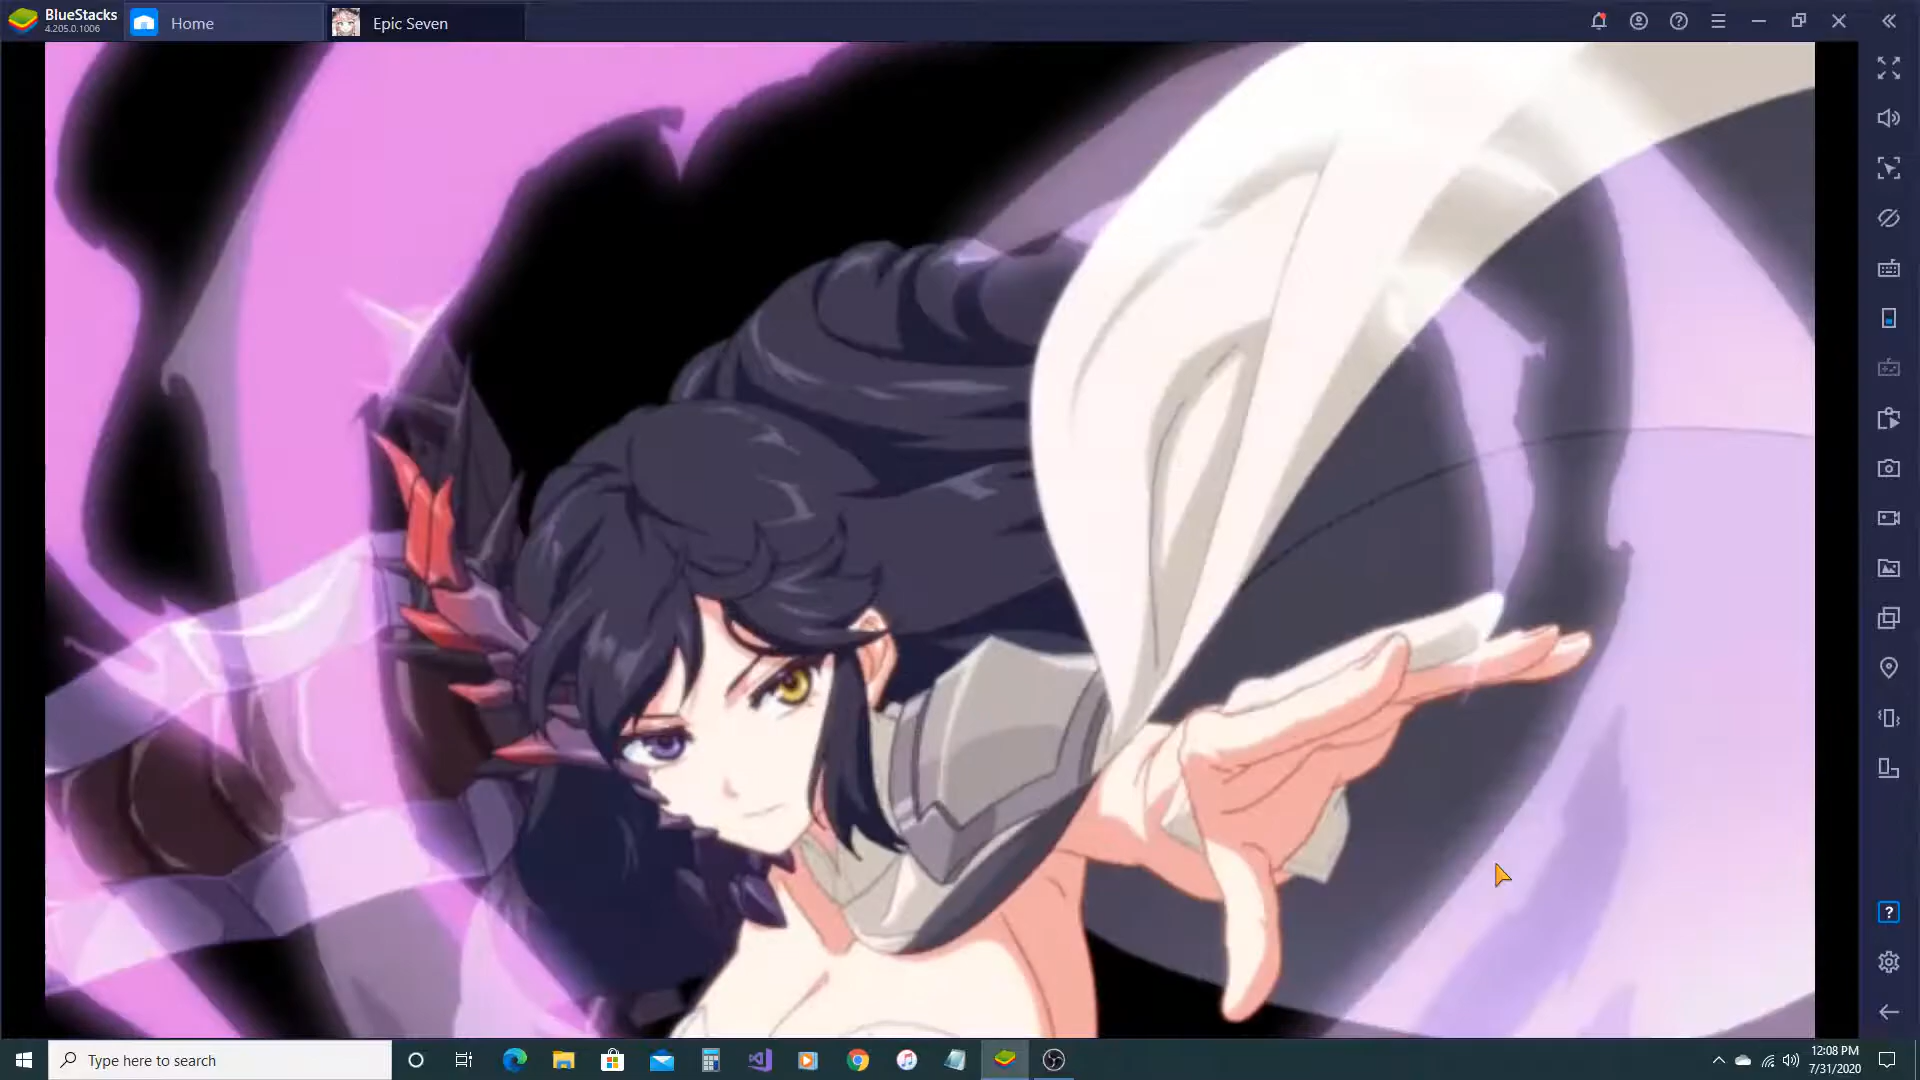 BlueStacks
4.205.0.1006
Home
Epic Seven
Type here to search
12:08 PM
7/31/2020